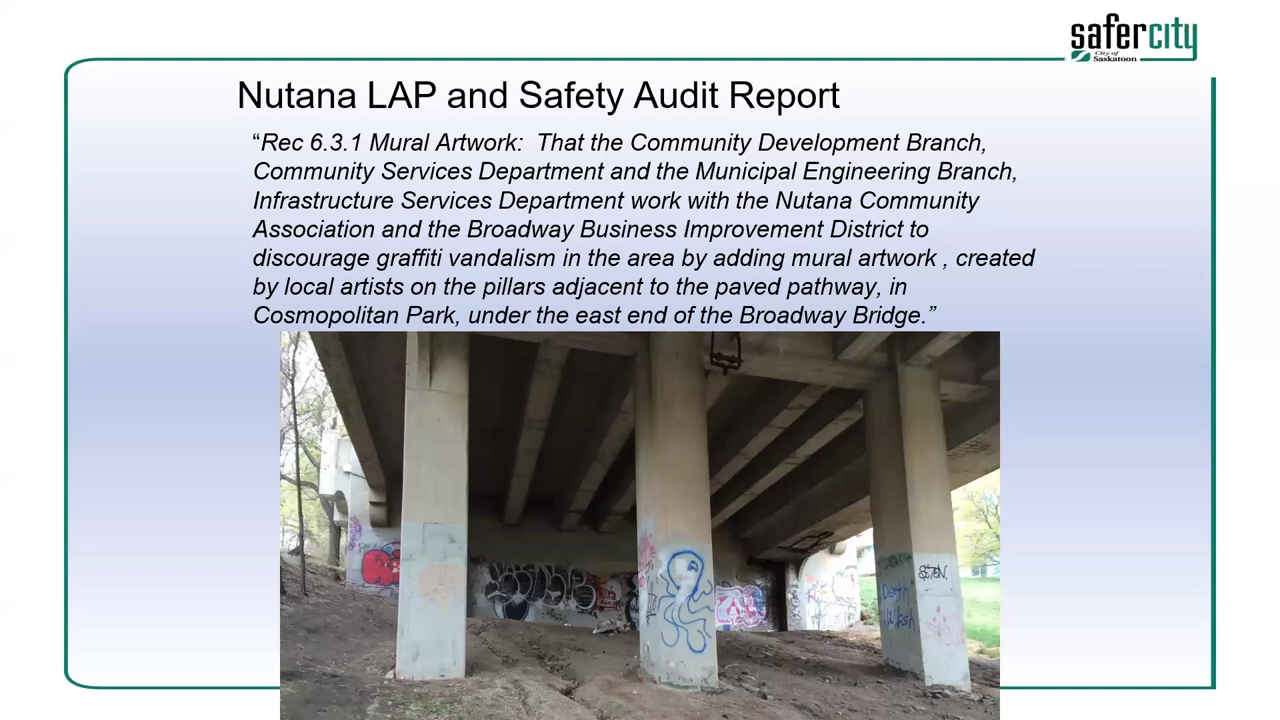 safercity
City of
Saskatoon
Nutana LAP and Safety Audit Report
“Rec 6.3.1 Mural Artwork:  That the Community Development Branch,
Community Services Department and the Municipal Engineering Branch,
Infrastructure Services Department work with the Nutana Community
Association and the Broadway Business Improvement District to
discourage graffiti vandalism in the area by adding mural artwork , created
by local artists on the pillars adjacent to the paved pathway, in
Cosmopolitan Park, under the east end of the Broadway Bridge.”
Death
Wish